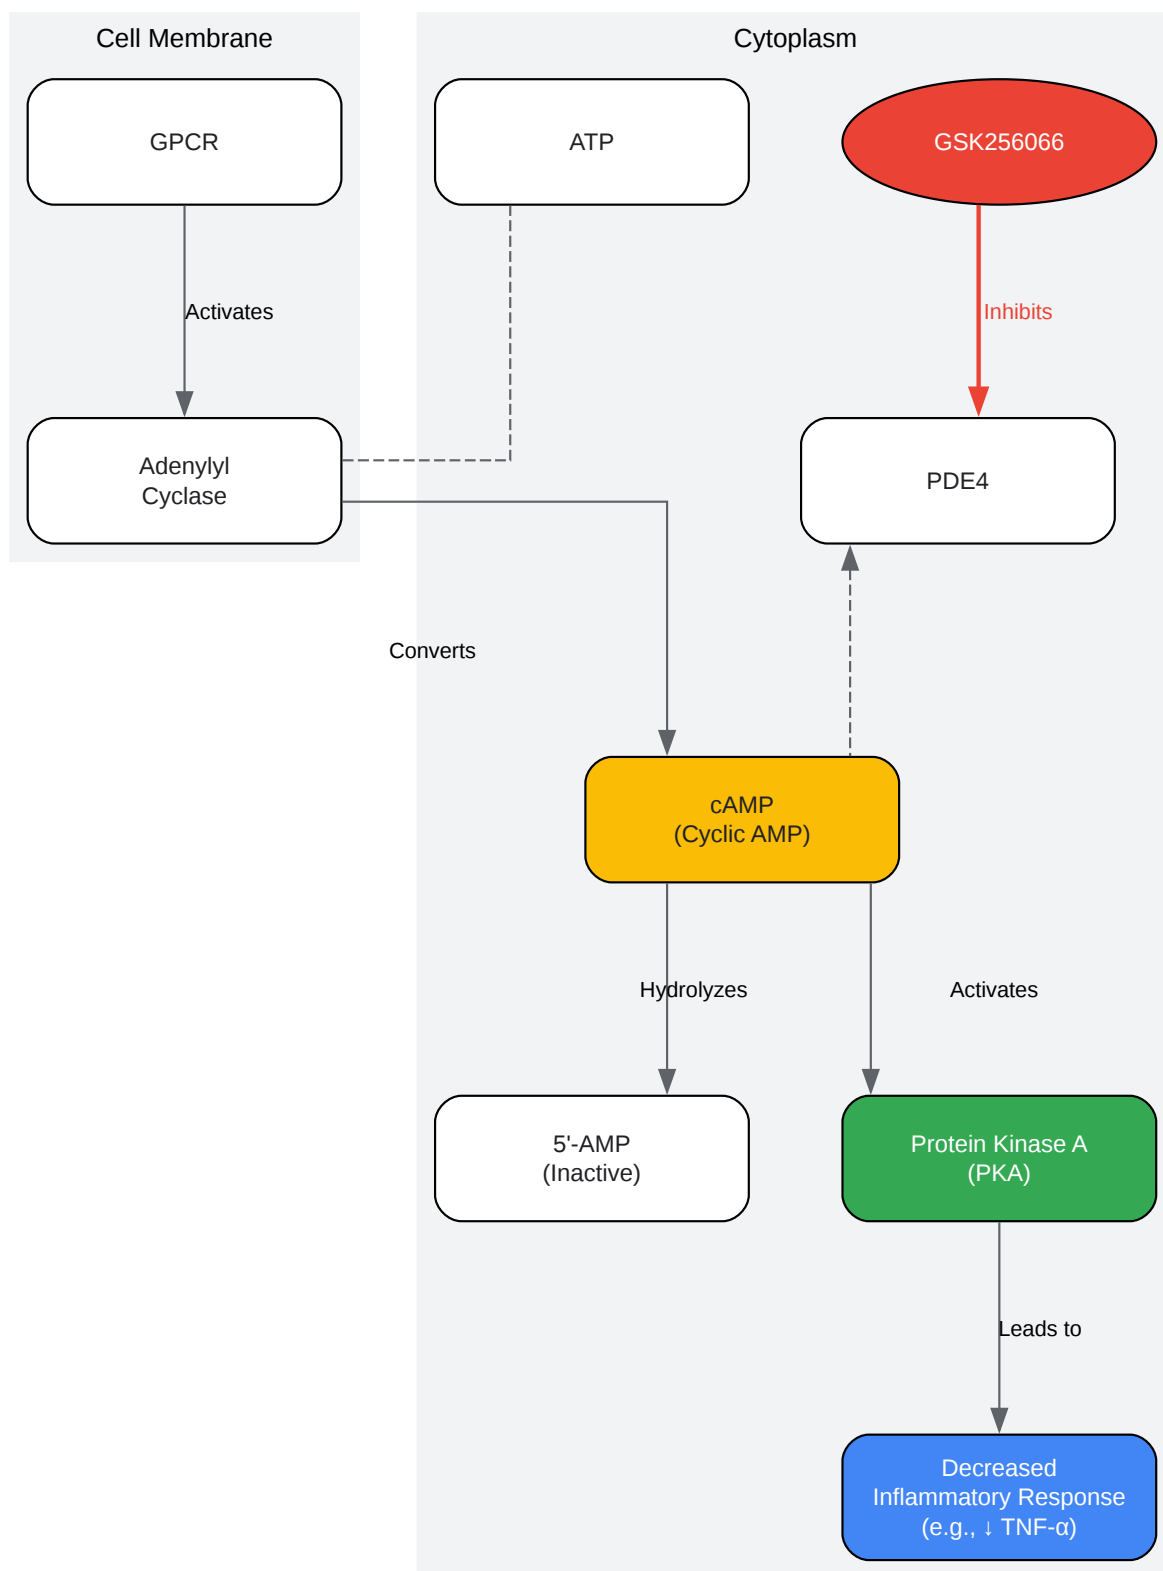 Cell Membrane
Cytoplasm
GPCR
ATP
GSK256066
Activates
Inhibits
Adenylyl
Cyclase
PDE4
Converts
cAMP
(Cyclic AMP)
Hydrolyzes
Activates
5'-AMP
(Inactive)
Protein Kinase A
(PKA)
Leads to
Decreased
Inflammatory Response
(e.g., ↓ TNF-α)